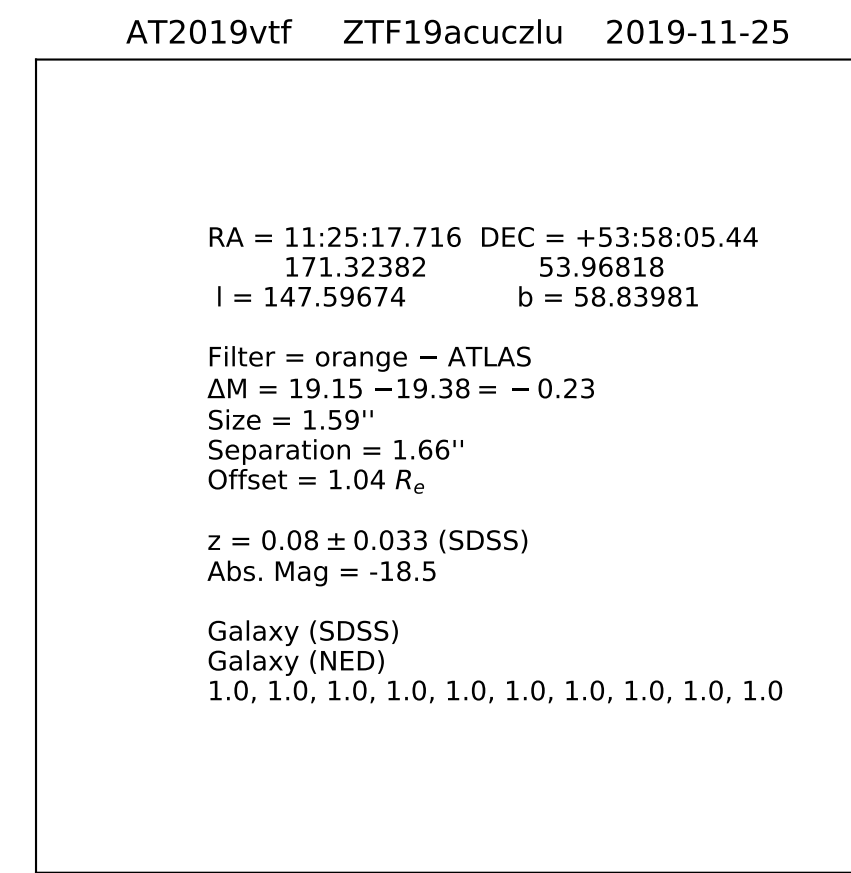 AT2019vtf ZTF19acuczlu 2019-11-25
RA = 11:25:17.716 DEC = +53:58:05.44
171.32382 53.96818
l = 147.59674 b = 58.83981
Filter = orange − ATLAS
ΔM = 19.15 −19.38 = − 0.23
Size = 1.59''
Separation = 1.66''
Offset = 1.04 Rₑ
z = 0.08 ± 0.033 (SDSS)
Abs. Mag = -18.5
Galaxy (SDSS)
Galaxy (NED)
1.0, 1.0, 1.0, 1.0, 1.0, 1.0, 1.0, 1.0, 1.0, 1.0